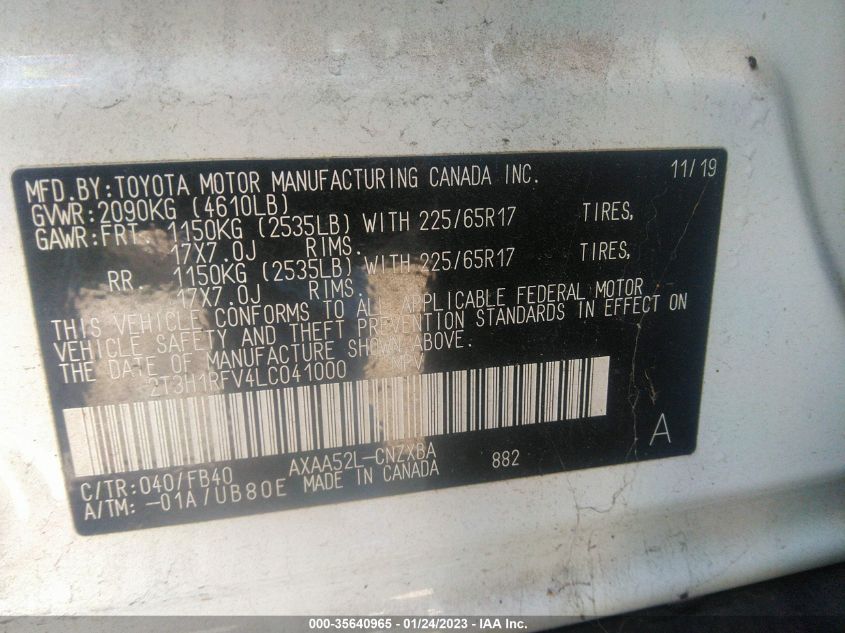 MFD.BY:TOYOTA MOTOR MANUFACTURING CANADA INC. 11/19
GVWR:2090KG (4610LB)
GAWR:FRT. 1150KG (2535LB) WITH 225/65R17 TIRES,
17X7.0J RIMS.
RR. 1150KG (2535LB) WITH 225/65R17 TIRES,
17X7.0J RIMS.
THIS VEHICLE CONFORMS TO ALL APPLICABLE FEDERAL MOTOR
VEHICLE SAFETY AND THEFT PREVENTION STANDARDS IN EFFECT ON
THE DATE OF MANUFACTURE SHOWN ABOVE.
2T3H1RFV4LC041000 MPV
A
C/TR:040/FB40 AXAA52L-CNZXBA 882
A/TM: -01A/UB80E MADE IN CANADA
000-35640965 - 01/24/2023 - IAA Inc.